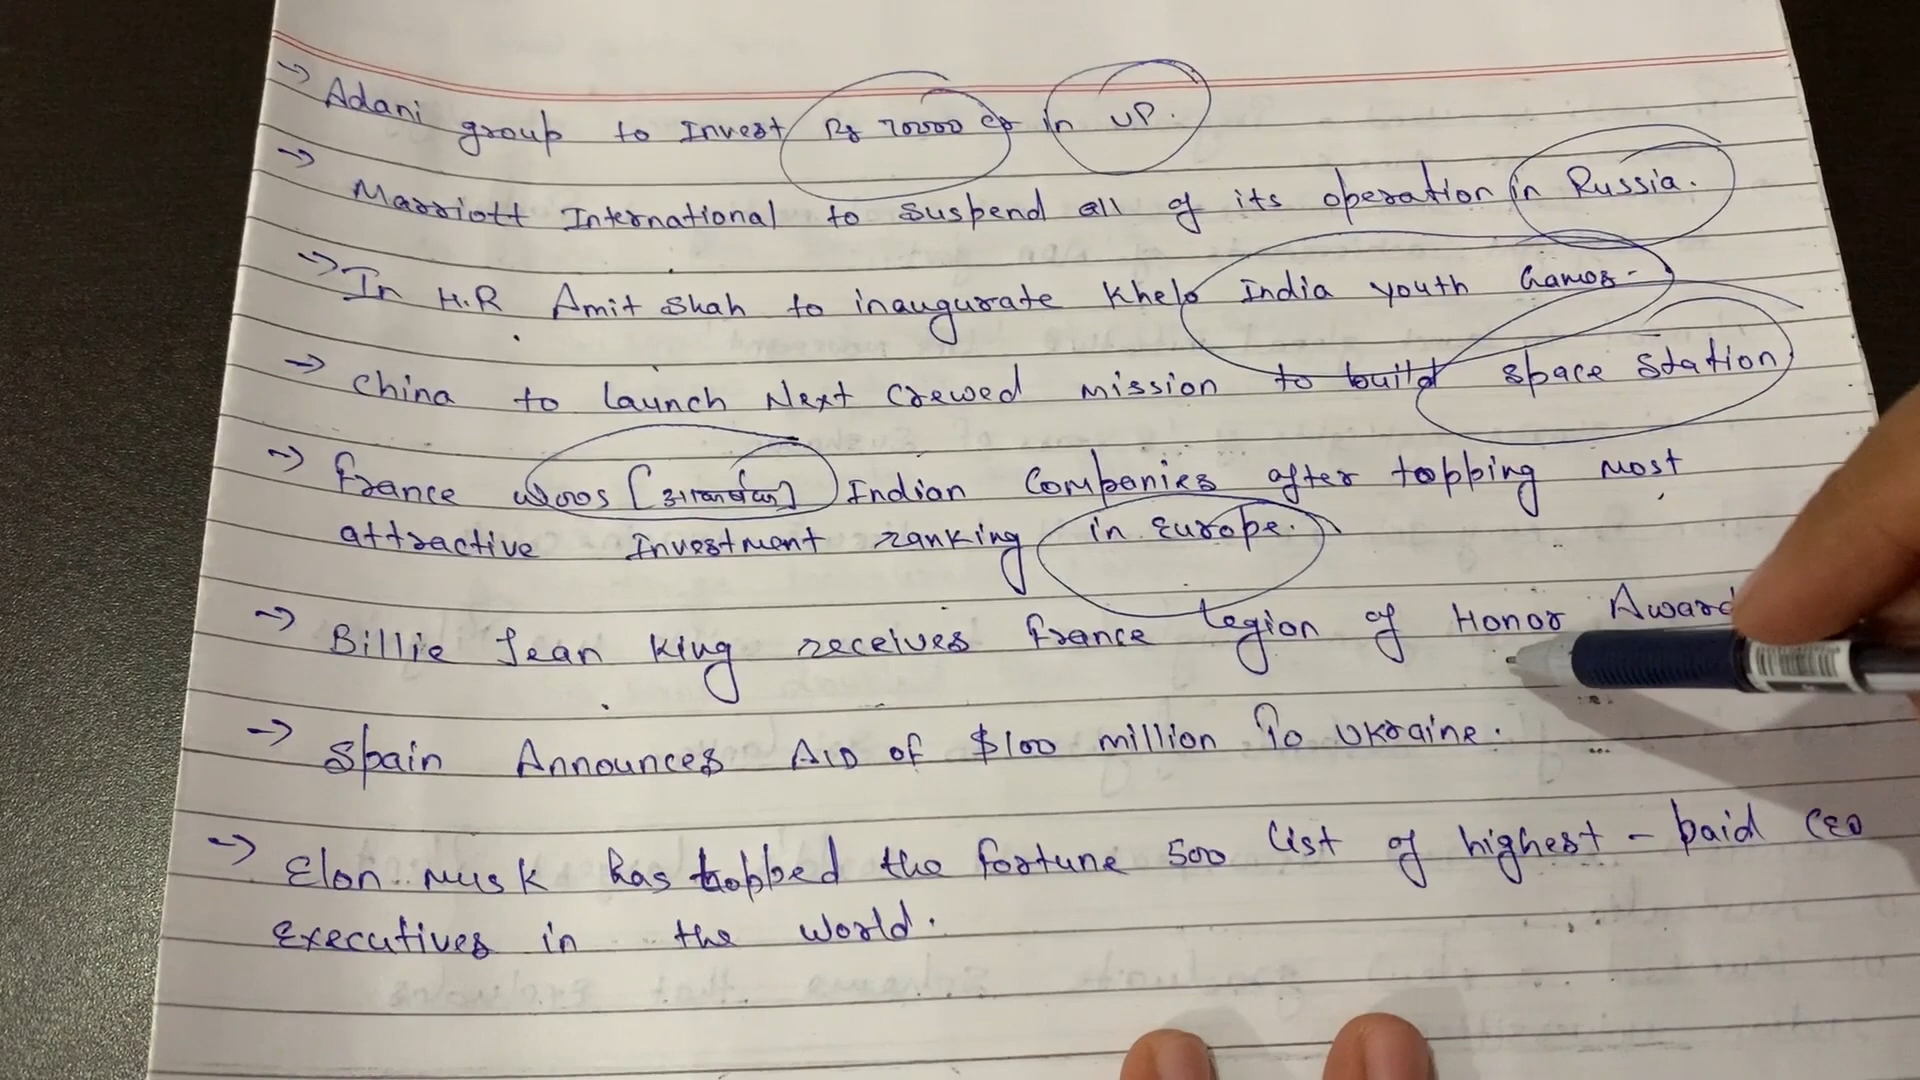 → Adani group to Invest Rs 70000 cr in UP.
→ Marriott International to suspend all of its operation in Russia.
→ In H.R Amit Shah to inaugurate Khelo India youth Games -
→ China to launch Next Crewed mission to build space station
→ France woos [ ] Indian Companies after topping most
attractive Investment ranking in Europe.
→ Billie Jean King receives France Legion of Honor Award
→ Spain Announces AID of $100 million To Ukraine.
→ Elon Musk has topped the fortune 500 list of highest - paid CEO
executives in the world.